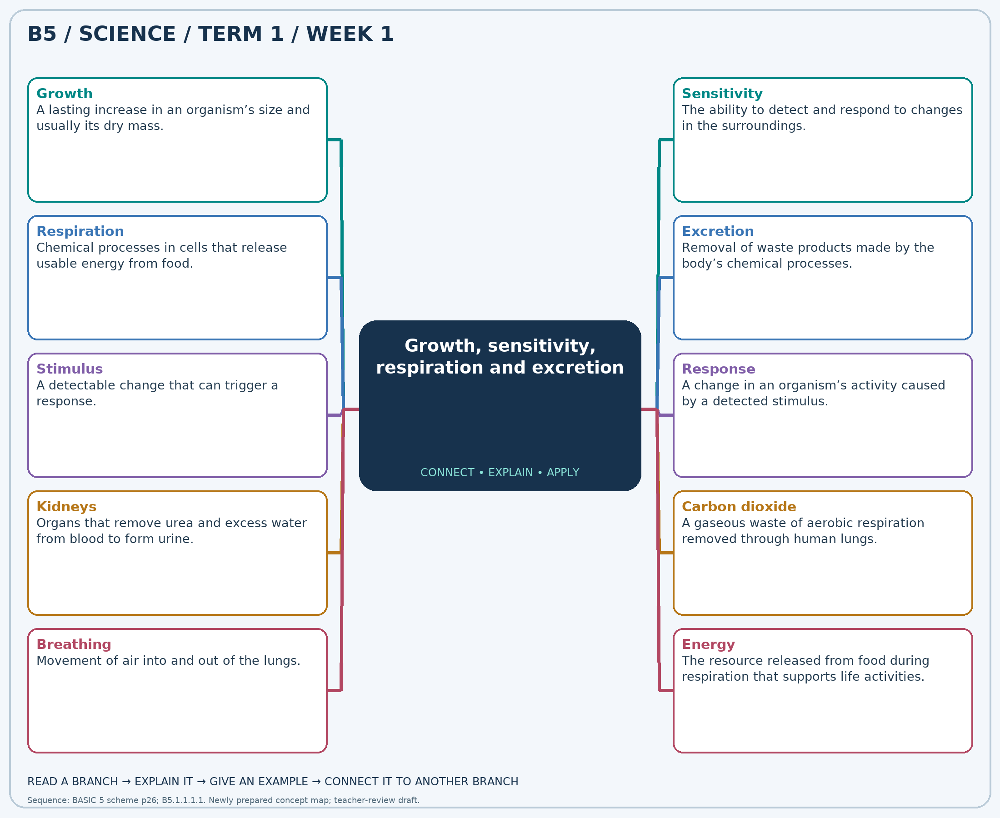 B5 / SCIENCE / TERM 1 / WEEK 1
Growth
A lasting increase in an organism’s size and
usually its dry mass.
Respiration
Chemical processes in cells that release
usable energy from food.
Stimulus
A detectable change that can trigger a
response.
Kidneys
Organs that remove urea and excess water
from blood to form urine.
Breathing
Movement of air into and out of the lungs.
Growth, sensitivity,
respiration and excretion
CONNECT • EXPLAIN • APPLY
Sensitivity
The ability to detect and respond to changes
in the surroundings.
Excretion
Removal of waste products made by the
body’s chemical processes.
Response
A change in an organism’s activity caused
by a detected stimulus.
Carbon dioxide
A gaseous waste of aerobic respiration
removed through human lungs.
Energy
The resource released from food during
respiration that supports life activities.
READ A BRANCH → EXPLAIN IT → GIVE AN EXAMPLE → CONNECT IT TO ANOTHER BRANCH
Sequence: BASIC 5 scheme p26; B5.1.1.1.1. Newly prepared concept map; teacher-review draft.